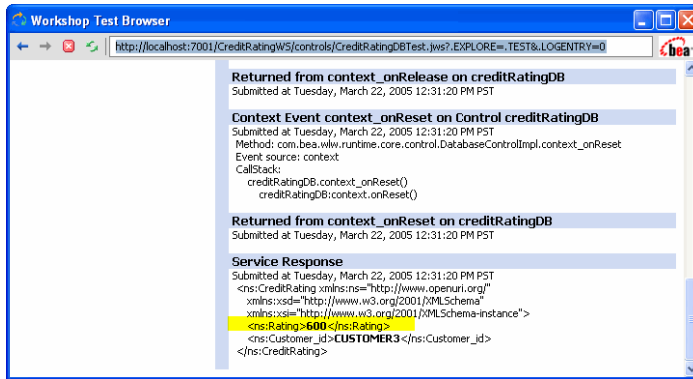 Workshop Test Browser
http://localhost:7001/CreditRatingWS/controls/CreditRatingDBTest.jws?.EXPLORE=.TEST&.LOGENTRY=0
bea
Returned from context_onRelease on creditRatingDB
Submitted at Tuesday, March 22, 2005 12:31:20 PM PST
Context Event context_onReset on Control creditRatingDB
Submitted at Tuesday, March 22, 2005 12:31:20 PM PST
Method: com.bea.wlw.runtime.core.control.DatabaseControlImpl.context_onReset
Event source: context
CallStack:
creditRatingDB.context_onReset()
creditRatingDB:context.onReset()
Returned from context_onReset on creditRatingDB
Submitted at Tuesday, March 22, 2005 12:31:20 PM PST
Service Response
Submitted at Tuesday, March 22, 2005 12:31:20 PM PST
<ns:CreditRating xmlns:ns="http://www.openuri.org/"
xmlns:xsd="http://www.w3.org/2001/XMLSchema"
xmlns:xsi="http://www.w3.org/2001/XMLSchema-instance">
<ns:Rating>600</ns:Rating>
<ns:Customer_id>CUSTOMER3</ns:Customer_id>
</ns:CreditRating>